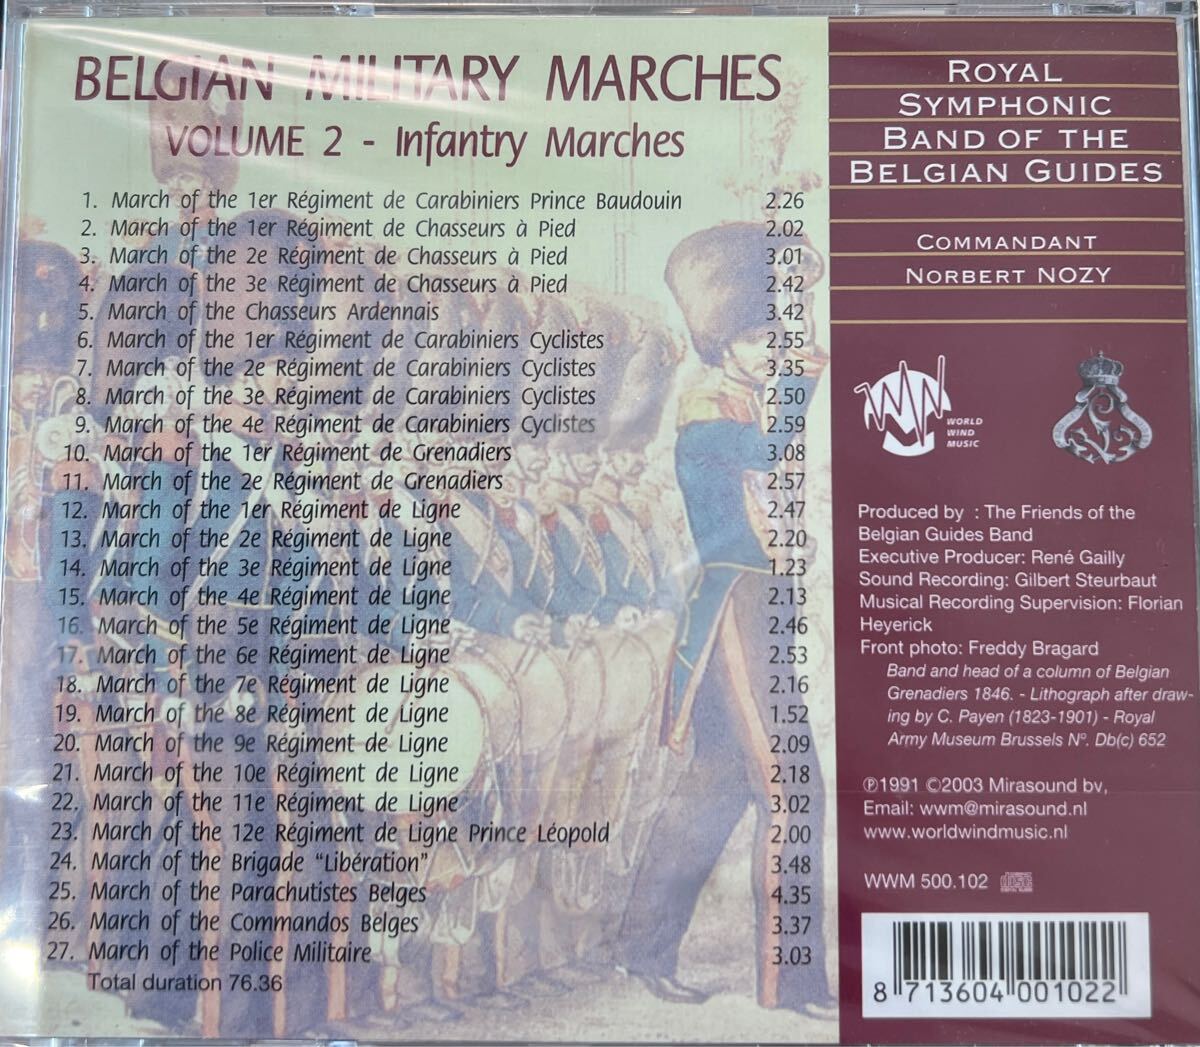 BELGIAN MILITARY MARCHES
VOLUME 2 - Infantry Marches
1. March of the 1er Régiment de Carabiniers Prince Baudouin 2.26
2. March of the 1er Régiment de Chasseurs à Pied 2.02
3. March of the 2e Régiment de Chasseurs à Pied 3.01
4. March of the 3e Régiment de Chasseurs à Pied 2.42
5. March of the Chasseurs Ardennais 3.42
6. March of the 1er Régiment de Carabiniers Cyclistes 2.55
7. March of the 2e Régiment de Carabiniers Cyclistes 3.35
8. March of the 3e Régiment de Carabiniers Cyclistes 2.50
9. March of the 4e Régiment de Carabiniers Cyclistes 2.59
10. March of the 1er Régiment de Grenadiers 3.08
11. March of the 2e Régiment de Grenadiers 2.57
12. March of the 1er Régiment de Ligne 2.47
13. March of the 2e Régiment de Ligne 2.20
14. March of the 3e Régiment de Ligne 1.23
15. March of the 4e Régiment de Ligne 2.13
16. March of the 5e Régiment de Ligne 2.46
17. March of the 6e Régiment de Ligne 2.53
18. March of the 7e Régiment de Ligne 2.16
19. March of the 8e Régiment de Ligne 1.52
20. March of the 9e Régiment de Ligne 2.09
21. March of the 10e Régiment de Ligne 2.18
22. March of the 11e Régiment de Ligne 3.02
23. March of the 12e Régiment de Ligne Prince Léopold 2.00
24. March of the Brigade "Libération" 3.48
25. March of the Parachutistes Belges 4.35
26. March of the Commandos Belges 3.37
27. March of the Police Militaire 3.03
Total duration 76.36
ROYAL
SYMPHONIC
BAND OF THE
BELGIAN GUIDES
COMMANDANT
NORBERT NOZY
WORLD
WIND
MUSIC
Produced by : The Friends of the
Belgian Guides Band
Executive Producer: René Gailly
Sound Recording: Gilbert Steurbaut
Musical Recording Supervision: Florian
Heyerick
Front photo: Freddy Bragard
Band and head of a column of Belgian
Grenadiers 1846. - Lithograph after draw-
ing by C. Payen (1823-1901) - Royal
Army Museum Brussels N°. Db(c) 652
℗1991 ©2003 Mirasound bv,
Email: wwm@mirasound.nl
www.worldwindmusic.nl
WWM 500.102
8 713604 001022